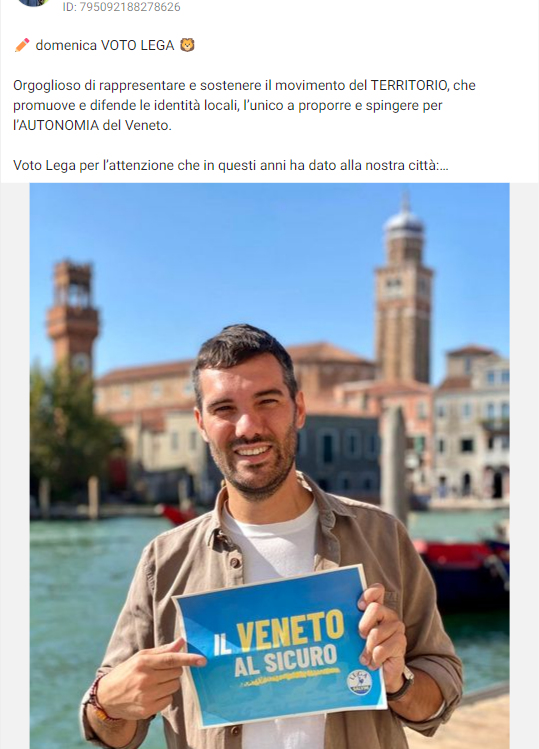 ID: 795092188278626
✏️ domenica VOTO LEGA 🦁
Orgoglioso di rappresentare e sostenere il movimento del TERRITORIO, che
promuove e difende le identità locali, l’unico a proporre e spingere per
l’AUTONOMIA del Veneto.
Voto Lega per l’attenzione che in questi anni ha dato alla nostra città:...
IL VENETO
AL SICURO
LEGA